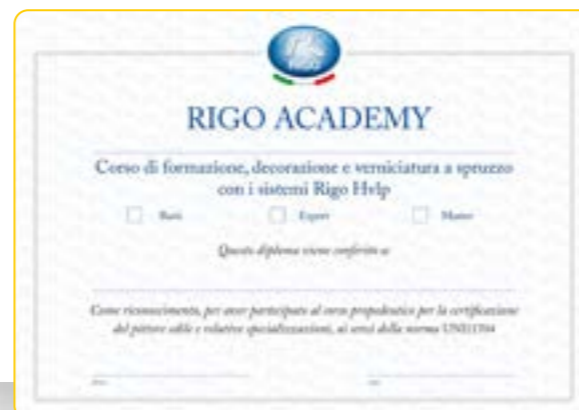 RIGO ACADEMY
Corso di formazione, decorazione e verniciatura a spruzzo
con i sistemi Rigo Hvlp
Basic Expert Master
Questo diploma viene conferito a
Come riconoscimento, per aver partecipato al corso propedeutico per la certificazione
del pittore edile e relative specializzazioni, ai sensi della norma UNI11704